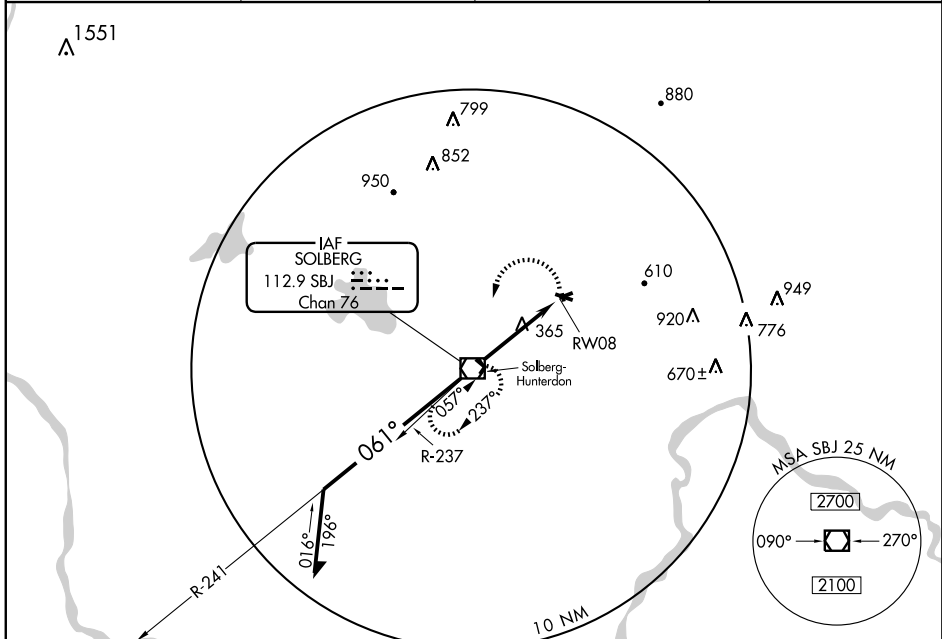 1551
799
880
852
950
IAF
SOLBERG
112.9 SBJ
Chan 76
610
949
920
776
365
RW08
670±
Solberg-
Hunterdon
057°
237°
061°
R-237
016°
196°
R-241
10 NM
MSA SBJ 25 NM
2700
090°
270°
2100